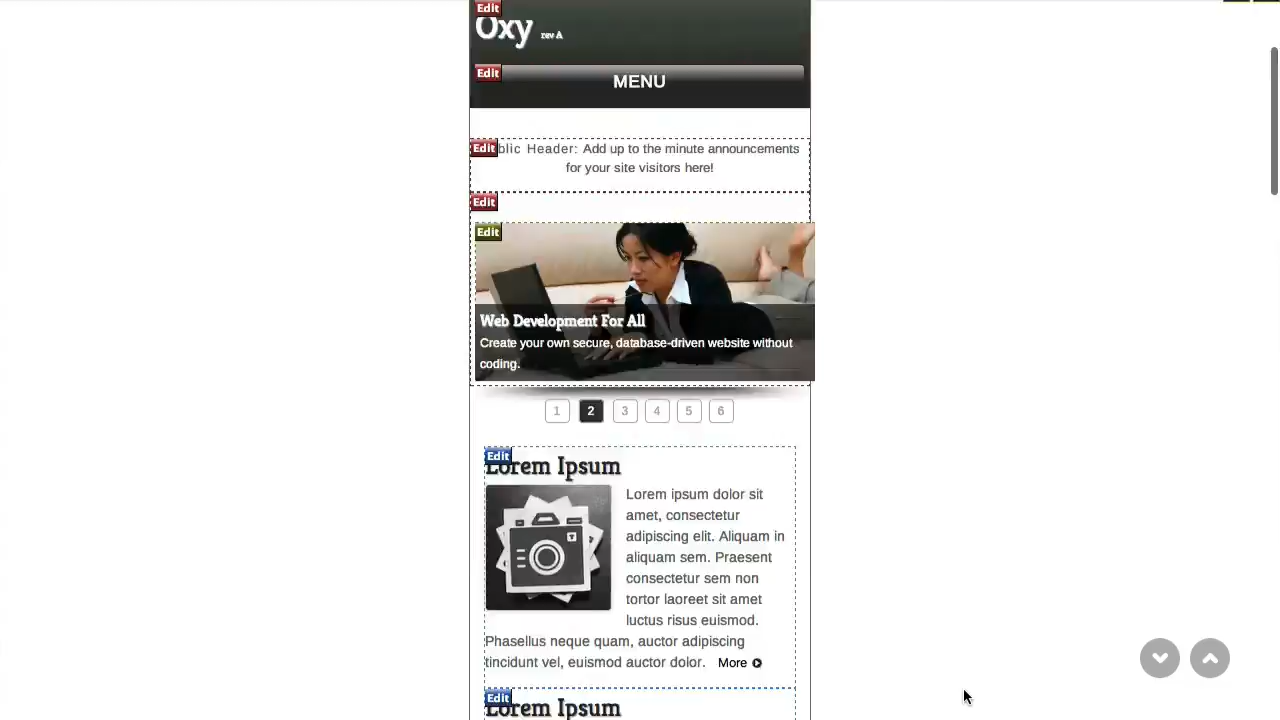 Edit
Oxy rev A
Edit
MENU
Edit
blic Header: Add up to the minute announcements
for your site visitors here!
Edit
Edit
Web Development For All
Create your own secure, database-driven website without
coding.
1 2 3 4 5 6
Edit
Lorem Ipsum
Lorem ipsum dolor sit
amet, consectetur
adipiscing elit. Aliquam in
aliquam sem. Praesent
consectetur sem non
tortor laoreet sit amet
luctus risus euismod.
Phasellus neque quam, auctor adipiscing
tincidunt vel, euismod auctor dolor. More
Edit
Lorem Ipsum